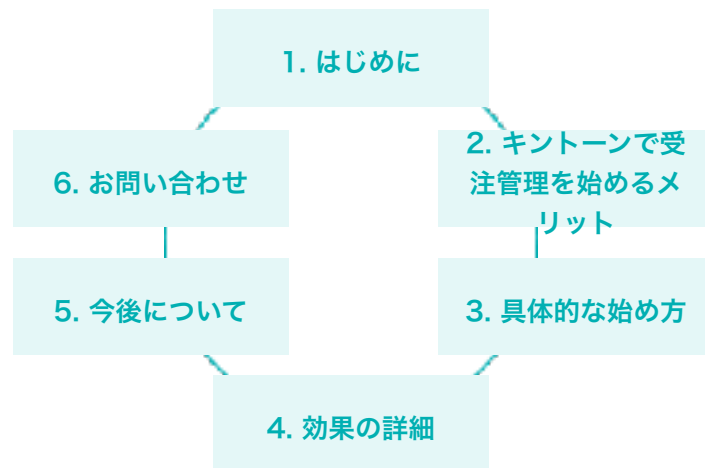 1. はじめに
2. キントーンで受
注管理を始めるメ
リット
3. 具体的な始め方
4. 効果の詳細
5. 今後について
6. お問い合わせ